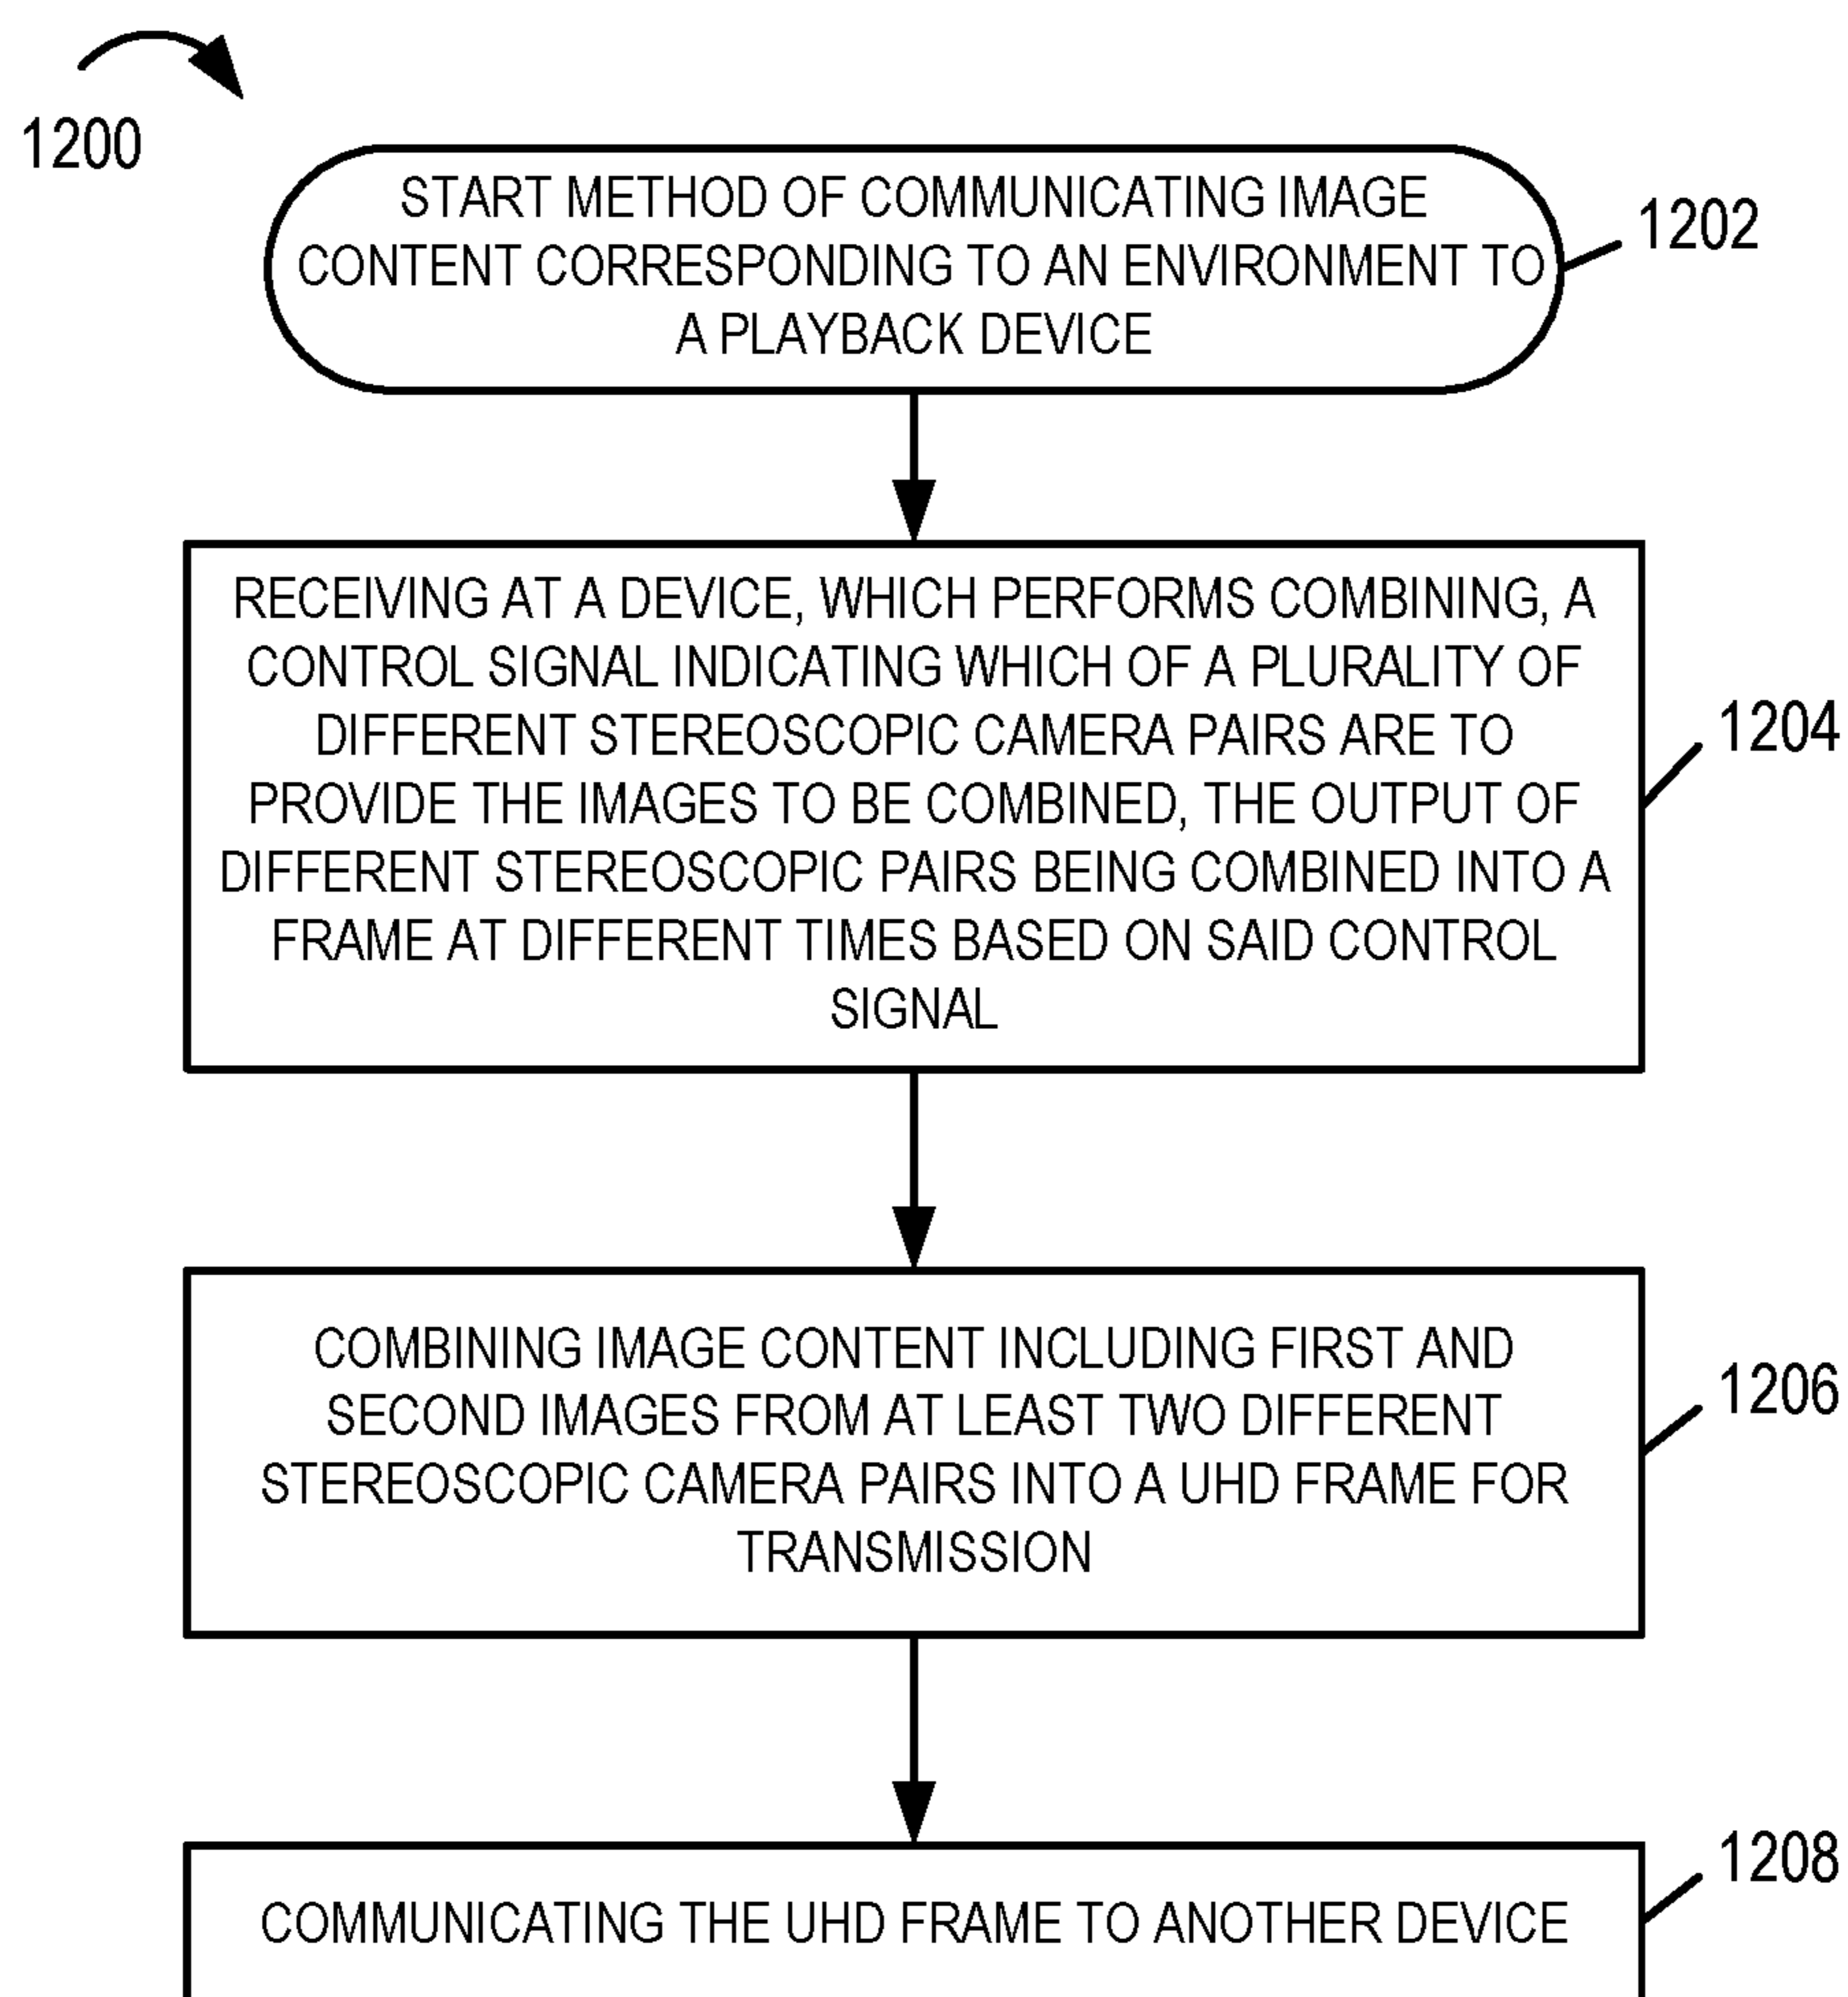 1200
START METHOD OF COMMUNICATING IMAGE
CONTENT CORRESPONDING TO AN ENVIRONMENT TO
A PLAYBACK DEVICE
1202
RECEIVING AT A DEVICE, WHICH PERFORMS COMBINING, A
CONTROL SIGNAL INDICATING WHICH OF A PLURALITY OF
DIFFERENT STEREOSCOPIC CAMERA PAIRS ARE TO
PROVIDE THE IMAGES TO BE COMBINED, THE OUTPUT OF
DIFFERENT STEREOSCOPIC PAIRS BEING COMBINED INTO A
FRAME AT DIFFERENT TIMES BASED ON SAID CONTROL
SIGNAL
1204
COMBINING IMAGE CONTENT INCLUDING FIRST AND
SECOND IMAGES FROM AT LEAST TWO DIFFERENT
STEREOSCOPIC CAMERA PAIRS INTO A UHD FRAME FOR
TRANSMISSION
1206
COMMUNICATING THE UHD FRAME TO ANOTHER DEVICE
1208